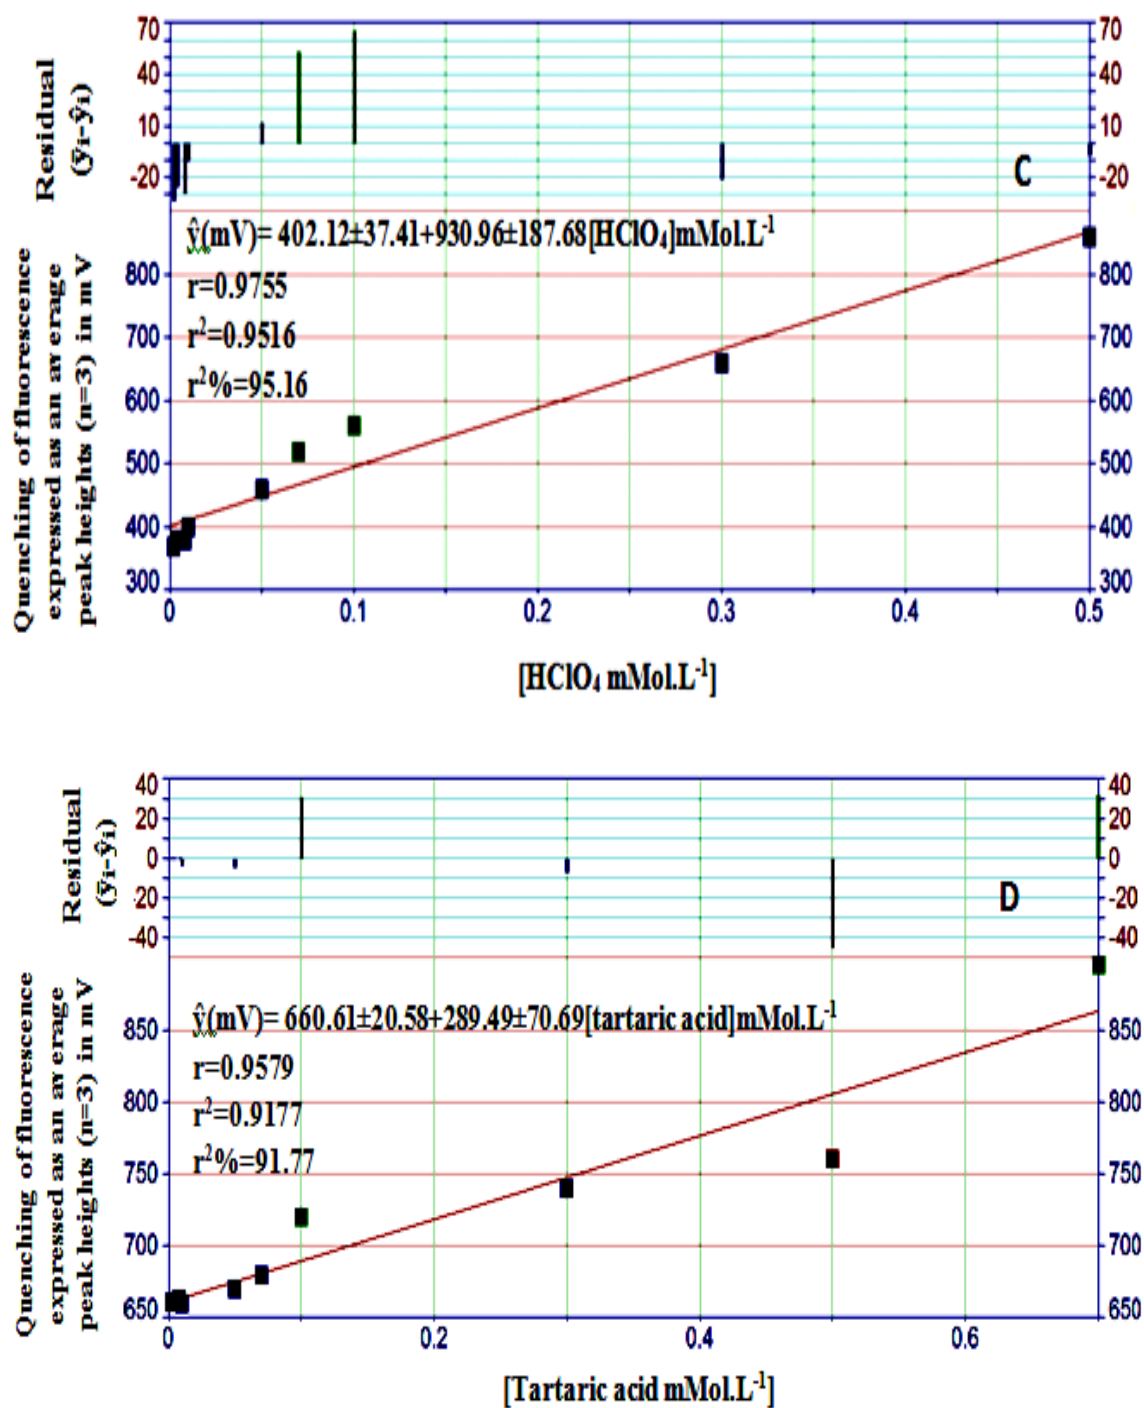 70
40
10
-20
Residual
(ȳi-ŷi)
70
40
10
-20
C
ŷ(mV)= 402.12±37.41+930.96±187.68[HClO₄]mMol.L⁻¹
r=0.9755
r²=0.9516
r²%=95.16
Quenching of fluorescence
expressed as an average
peak heights (n=3) in mV
800
700
600
500
400
300
800
700
600
500
400
300
0 0.1 0.2 0.3 0.4 0.5
[HClO₄ mMol.L⁻¹]
40
20
0
-20
-40
Residual
(ȳi-ŷi)
40
20
0
-20
-40
D
ŷ(mV)= 660.61±20.58+289.49±70.69[tartaric acid]mMol.L⁻¹
r=0.9579
r²=0.9177
r²%=91.77
Quenching of fluorescence
expressed as an average
peak heights (n=3) in mV
850
800
750
700
650
850
800
750
700
650
0 0.2 0.4 0.6
[Tartaric acid mMol.L⁻¹]